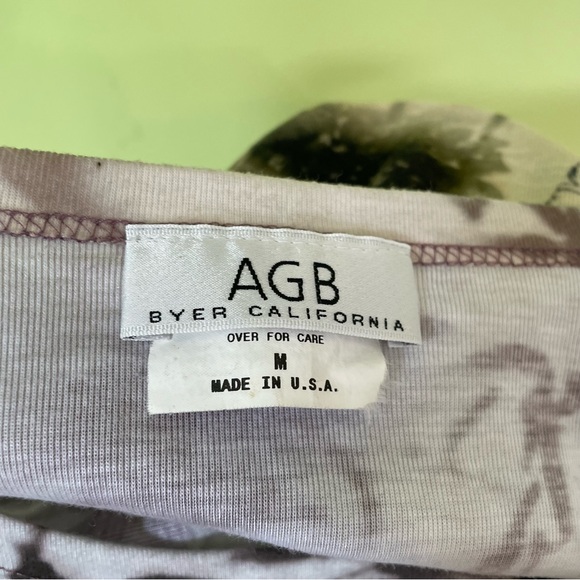 AGB
BYER CALIFORNIA
OVER FOR CARE
M
MADE IN U.S.A.